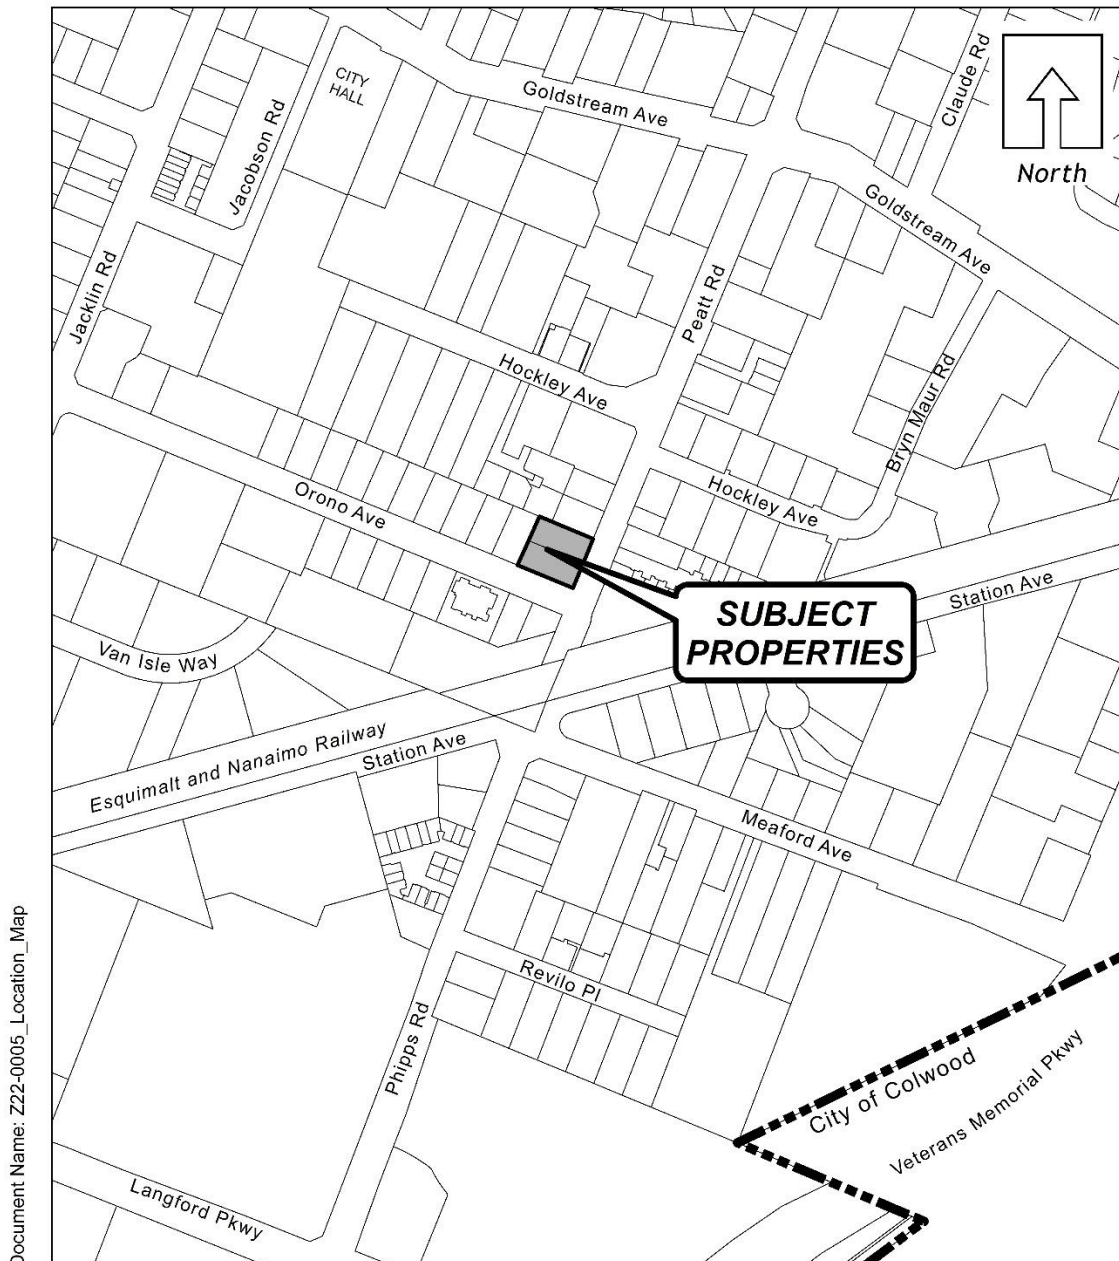 CITY
HALL
Goldstream Ave
Claude Rd
North
Jacobson Rd
Goldstream Ave
Jacklin Rd
Peatt Rd
Hockley Ave
Bryn Maur Rd
Orono Ave
Hockley Ave
SUBJECT
PROPERTIES
Station Ave
Van Isle Way
Esquimalt and Nanaimo Railway
Station Ave
Meaford Ave
Revilo Pl
Phipps Rd
City of Colwood
Veterans Memorial Pkwy
Langford Pkwy
Document Name: Z22-0005_Location_Map